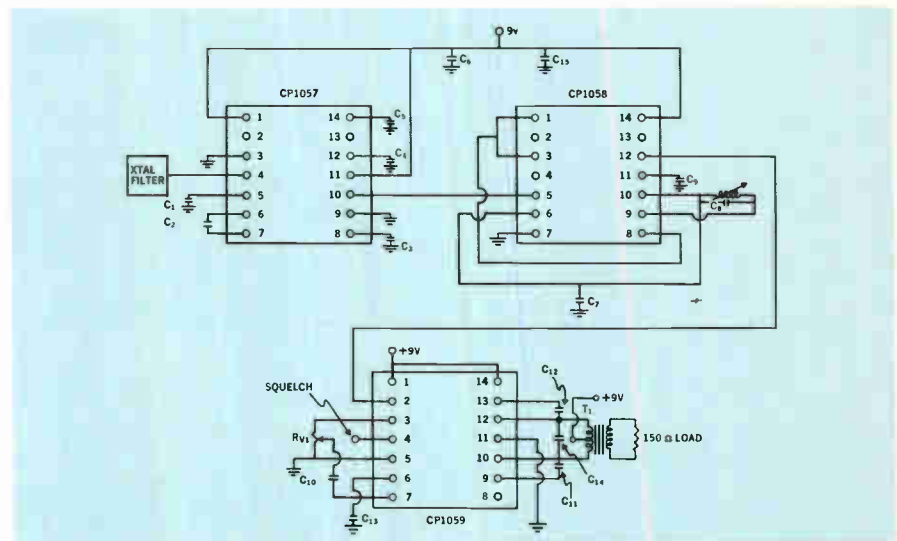 9v
C6 C15
CP1057 CP1058
1 14 C5 1 14
2 13 2 13
XTAL FILTER
3 12 C4 3 12
4 11 4 11 C9
C1 5 10 5 10 C8
C2 6 9 6 9
7 8 C3 7 8
C7
+9V
SQUELCH
1 14 C12
2 13 +9V
3 12 T1
RV1 4 11 150 Ω LOAD
5 10
C10 6 9 C14
7 8 C11
C13 CP1059